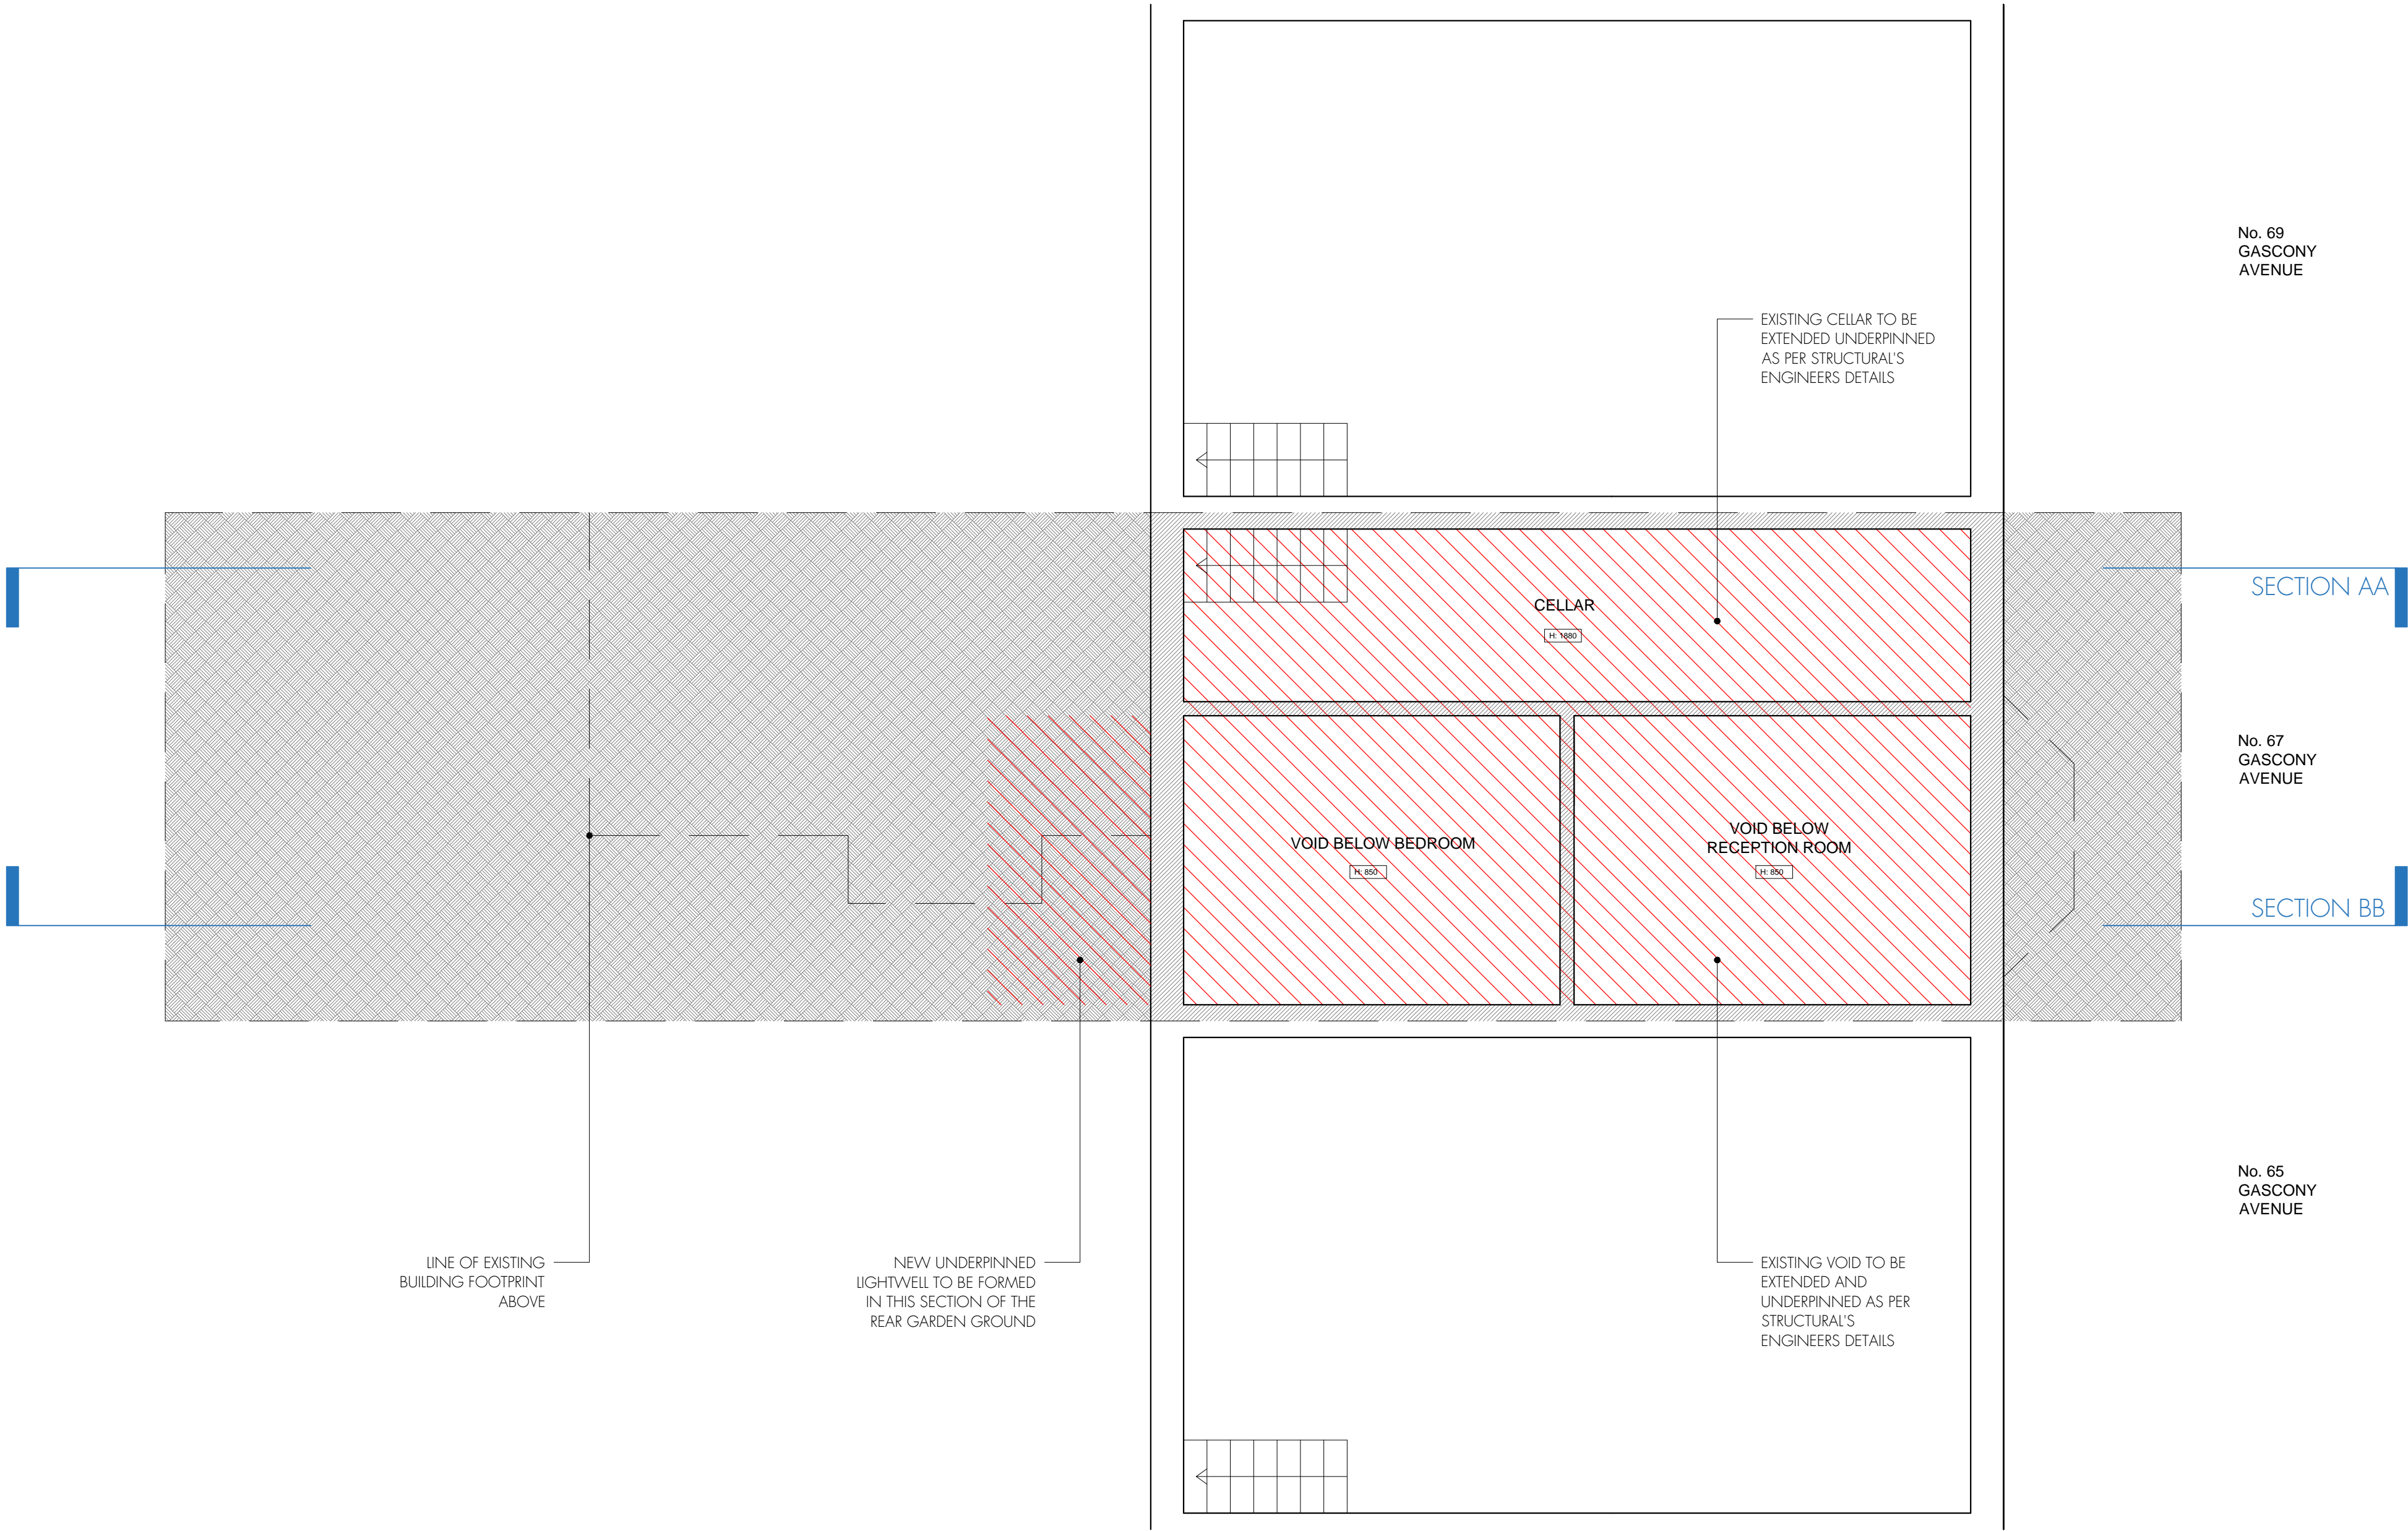 No. 69
GASCONY
AVENUE
EXISTING CELLAR TO BE
EXTENDED UNDERPINNED
AS PER STRUCTURAL'S
ENGINEERS DETAILS
SECTION AA
CELLAR
H: 1880
No. 67
GASCONY
AVENUE
VOID BELOW BEDROOM
H: 850
VOID BELOW
RECEPTION ROOM
H: 850
SECTION BB
No. 65
GASCONY
AVENUE
LINE OF EXISTING
BUILDING FOOTPRINT
ABOVE
NEW UNDERPINNED
LIGHTWELL TO BE FORMED
IN THIS SECTION OF THE
REAR GARDEN GROUND
EXISTING VOID TO BE
EXTENDED AND
UNDERPINNED AS PER
STRUCTURAL'S
ENGINEERS DETAILS